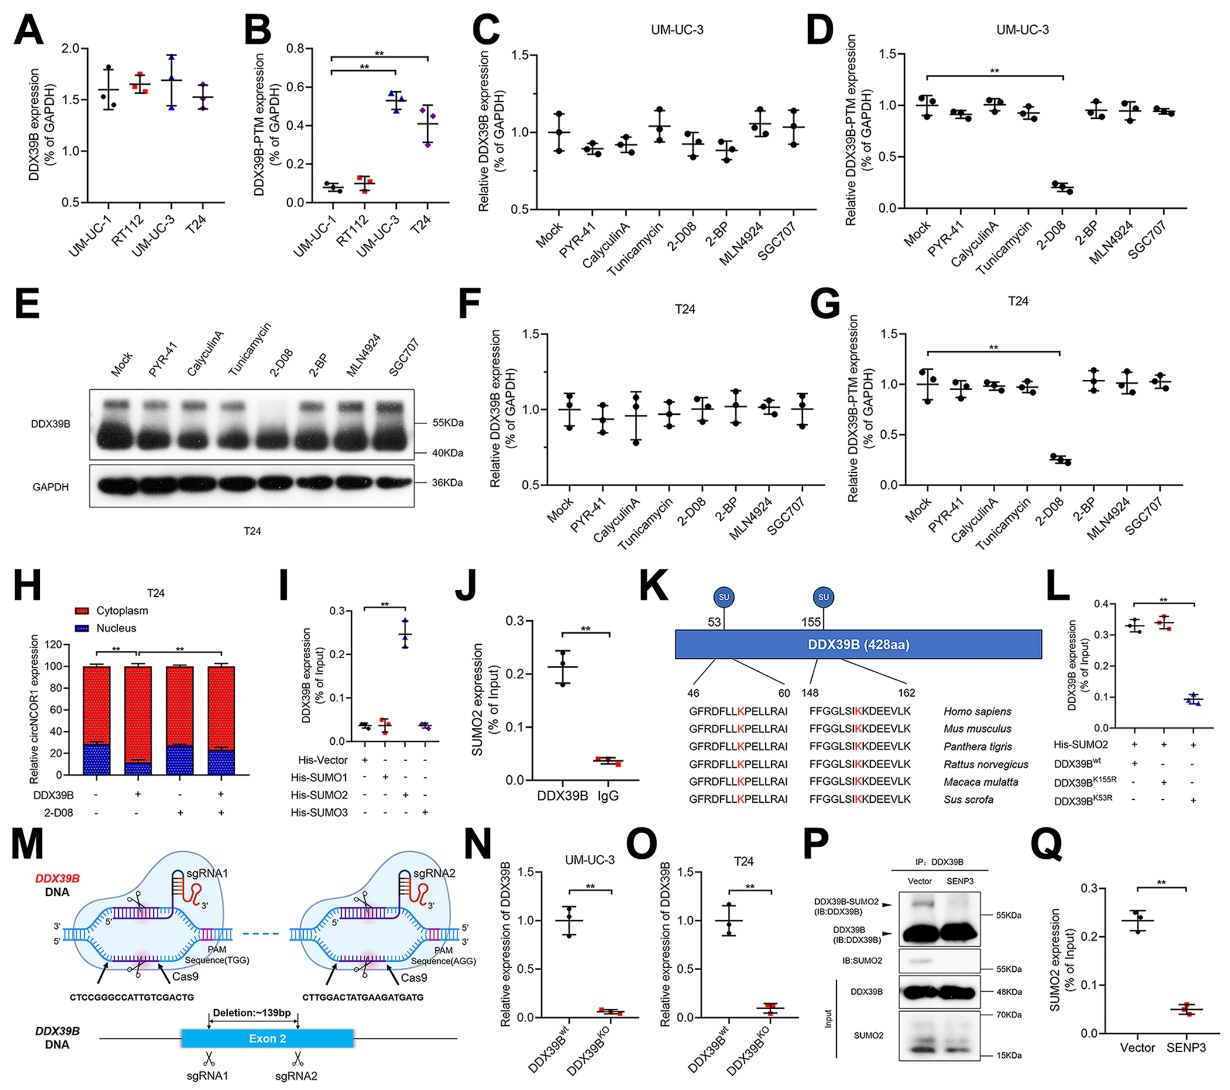 A
DDX39B expression
(% of GAPDH)
2.0
1.5
1.0
0.5
UM-UC-1
RT112
UM-UC-3
T24
B
DDX39B-PTM expression
(% of GAPDH)
0.8
0.6
0.4
0.2
0.0
**
**
UM-UC-1
RT112
UM-UC-3
T24
C
UM-UC-3
Relative DDX39B expression
(% of GAPDH)
1.5
1.0
0.5
Mock
PYR-41
CalyculinA
Tunicamycin
2-D08
2-BP
MLN4924
SGC707
D
UM-UC-3
Relative DDX39B-PTM expression
(% of GAPDH)
1.5
1.0
0.5
0.0
**
Mock
PYR-41
CalyculinA
Tunicamycin
2-D08
2-BP
MLN4924
SGC707
E
Mock
PYR-41
CalyculinA
Tunicamycin
2-D08
2-BP
MLN4924
SGC707
DDX39B
55KDa
40KDa
GAPDH
36KDa
T24
F
T24
Relative DDX39B expression
(% of GAPDH)
1.5
1.0
0.5
Mock
PYR-41
CalyculinA
Tunicamycin
2-D08
2-BP
MLN4924
SGC707
G
T24
Relative DDX39B-PTM expression
(% of GAPDH)
1.5
1.0
0.5
0.0
**
Mock
PYR-41
CalyculinA
Tunicamycin
2-D08
2-BP
MLN4924
SGC707
H
T24
Cytoplasm
Nucleus
Relative circNCOR1 expression
120
100
80
60
40
20
0
** **
DDX39B - + - +
2-D08 - - + +
I
DDX39B expression
(% of Input)
0.3
0.2
0.1
0.0
**
His-Vector + - - -
His-SUMO1 - + - -
His-SUMO2 - - + -
His-SUMO3 - - - +
J
SUMO2 expression
(% of Input)
0.3
0.2
0.1
0.0
**
DDX39B IgG
K
SU SU
53 155
DDX39B (428aa)
46 60 148 162
GFRDFLLKPELLRAI FFGGLSIKKDEEVLK Homo sapiens
GFRDFLLKPELLRAI FFGGLSIKKDEEVLK Mus musculus
GFRDFLLKPELLRAI FFGGLSIKKDEEVLK Panthera tigris
GFRDFLLKPELLRAI FFGGLSIKKDEEVLK Rattus norvegicus
GFRDFLLKPELLRAI FFGGLSIKKDEEVLK Macaca mulatta
GFRDFLLKPELLRAI FFGGLSIKKDEEVLK Sus scrofa
L
DDX39B expression
(% of Input)
0.4
0.3
0.2
0.1
0.0
**
His-SUMO2 + + +
DDX39Bwt + - -
DDX39BK155R - + -
DDX39BK53R - - +
M
DDX39B
DNA
sgRNA1
3'
5'
3'
5'
PAM
Sequence(TGG)
Cas9
CTCCGGGCCATTGTCGACTG
sgRNA2
3'
5'
3'
5'
PAM
Sequence(AGG)
Cas9
CTTGGACTATGAAGATGATG
Deletion:~139bp
DDX39B
DNA
Exon 2
sgRNA1 sgRNA2
N
UM-UC-3
Relative expression of DDX39B
1.5
1.0
0.5
0.0
**
DDX39Bwt
DDX39BKO
O
T24
Relative expression of DDX39B
1.5
1.0
0.5
0.0
**
DDX39Bwt
DDX39BKO
P
IP: DDX39B
Vector SENP3
DDX39B-SUMO2
(IB:DDX39B)
55KDa
DDX39B
(IB:DDX39B)
IB:SUMO2
55KDa
Input
DDX39B
48KDa
70KDa
SUMO2
15KDa
Q
SUMO2 expression
(% of Input)
0.3
0.2
0.1
0.0
**
Vector SENP3